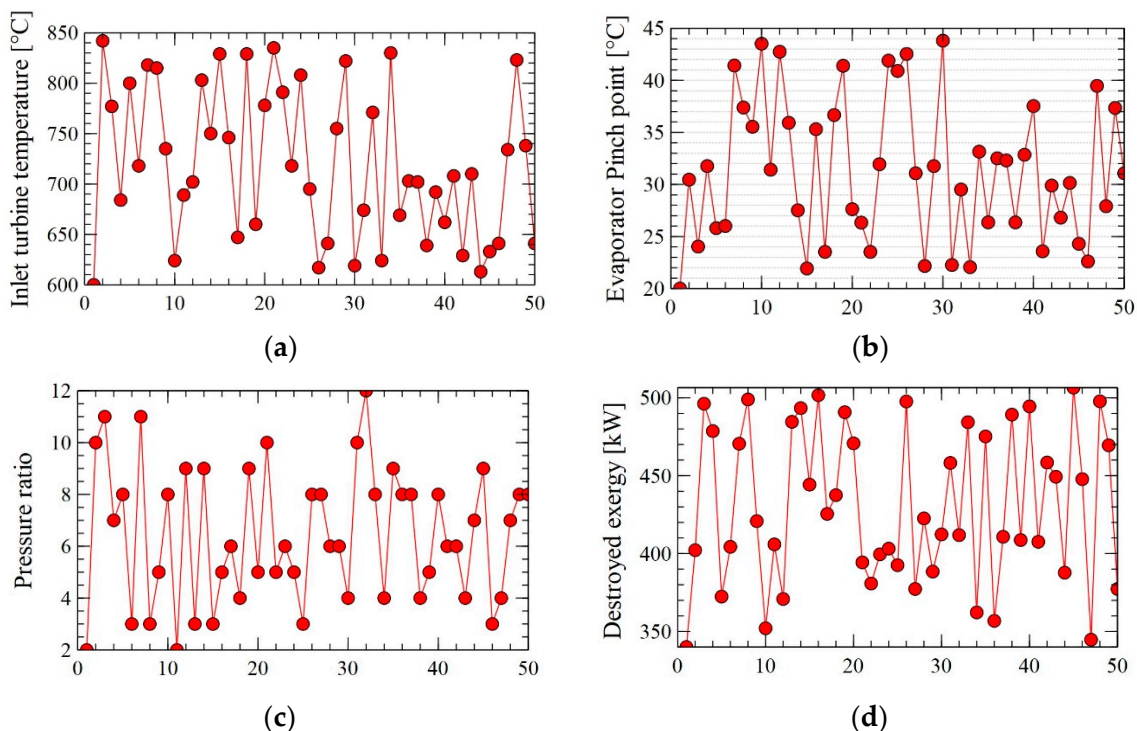 Inlet turbine temperature [°C]
850
800
750
700
650
600
0 10 20 30 40 50
(a)
Evaporator Pinch point [°C]
45
40
35
30
25
20
0 10 20 30 40 50
(b)
Pressure ratio
12
10
8
6
4
2
0 10 20 30 40 50
(c)
Destroyed exergy [kW]
500
450
400
350
0 10 20 30 40 50
(d)